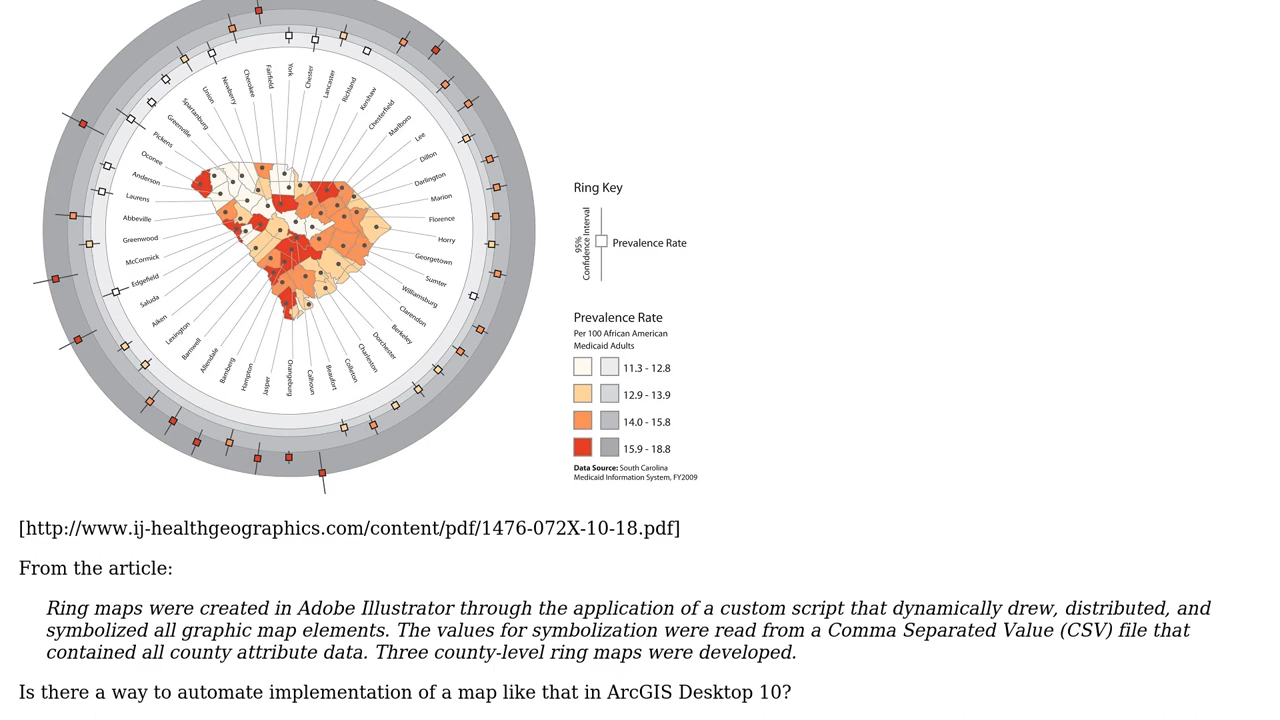 York
Chester
Lancaster
Richland
Kershaw
Chesterfield
Marlboro
Lee
Dillon
Darlington
Marion
Florence
Horry
Georgetown
Sumter
Williamsburg
Clarendon
Berkeley
Dorchester
Charleston
Colleton
Beaufort
Calhoun
Orangeburg
Jasper
Hampton
Bamberg
Allendale
Barnwell
Lexington
Aiken
Saluda
Edgefield
McCormick
Greenwood
Abbeville
Laurens
Anderson
Oconee
Pickens
Greenville
Spartanburg
Union
Newberry
Cherokee
Fairfield
Ring Key
95%
Confidence Interval
Prevalence Rate
Prevalence Rate
Per 100 African American
Medicaid Adults
11.3 - 12.8
12.9 - 13.9
14.0 - 15.8
15.9 - 18.8
Data Source: South Carolina
Medicaid Information System, FY2009
[http://www.ij-healthgeographics.com/content/pdf/1476-072X-10-18.pdf]
From the article:
Ring maps were created in Adobe Illustrator through the application of a custom script that dynamically drew, distributed, and
symbolized all graphic map elements. The values for symbolization were read from a Comma Separated Value (CSV) file that
contained all county attribute data. Three county-level ring maps were developed.
Is there a way to automate implementation of a map like that in ArcGIS Desktop 10?